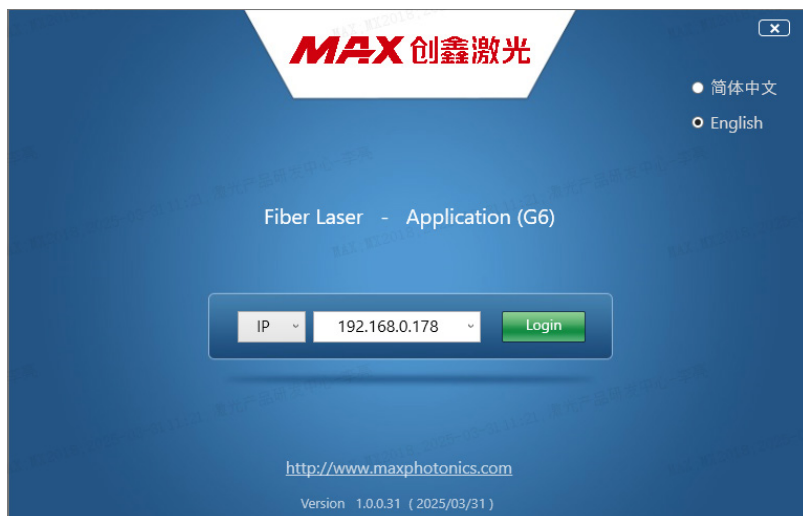 MAX 创鑫激光
简体中文
English
Fiber Laser - Application (G6)
IP
192.168.0.178
Login
http://www.maxphotonics.com
Version 1.0.0.31 ( 2025/03/31 )